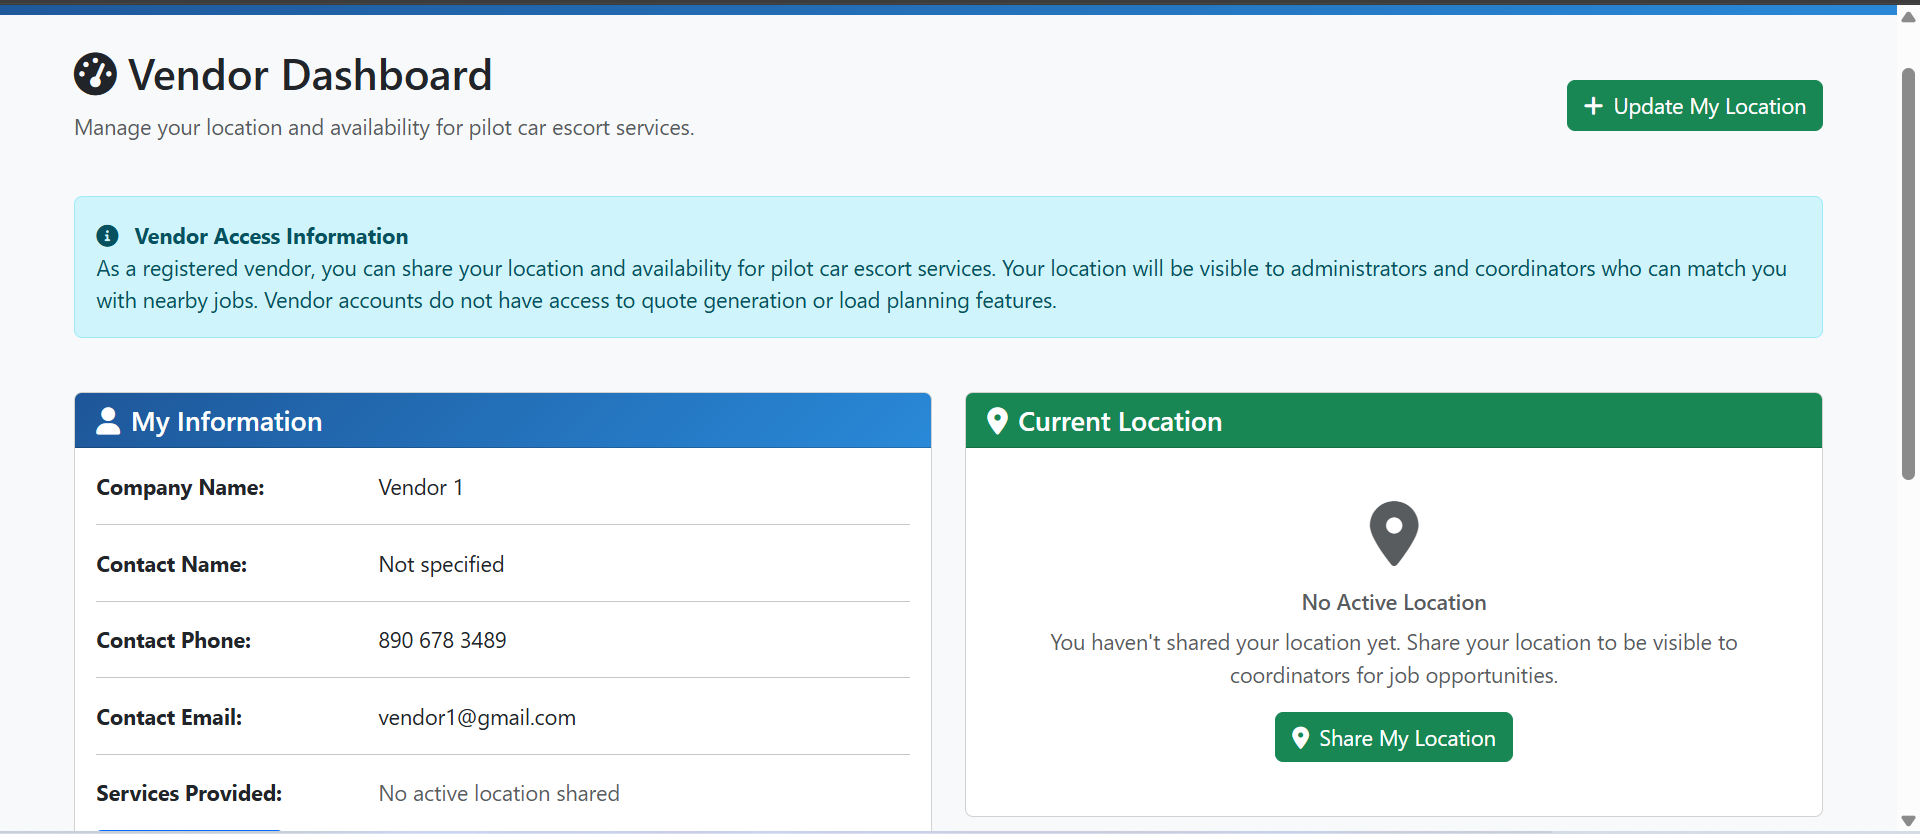 Vendor Dashboard
Manage your location and availability for pilot car escort services.
Update My Location
Vendor Access Information
As a registered vendor, you can share your location and availability for pilot car escort services. Your location will be visible to administrators and coordinators who can match you
with nearby jobs. Vendor accounts do not have access to quote generation or load planning features.
My Information
Company Name: Vendor 1
Contact Name: Not specified
Contact Phone: 890 678 3489
Contact Email: vendor1@gmail.com
Services Provided: No active location shared
Current Location
No Active Location
You haven't shared your location yet. Share your location to be visible to
coordinators for job opportunities.
Share My Location